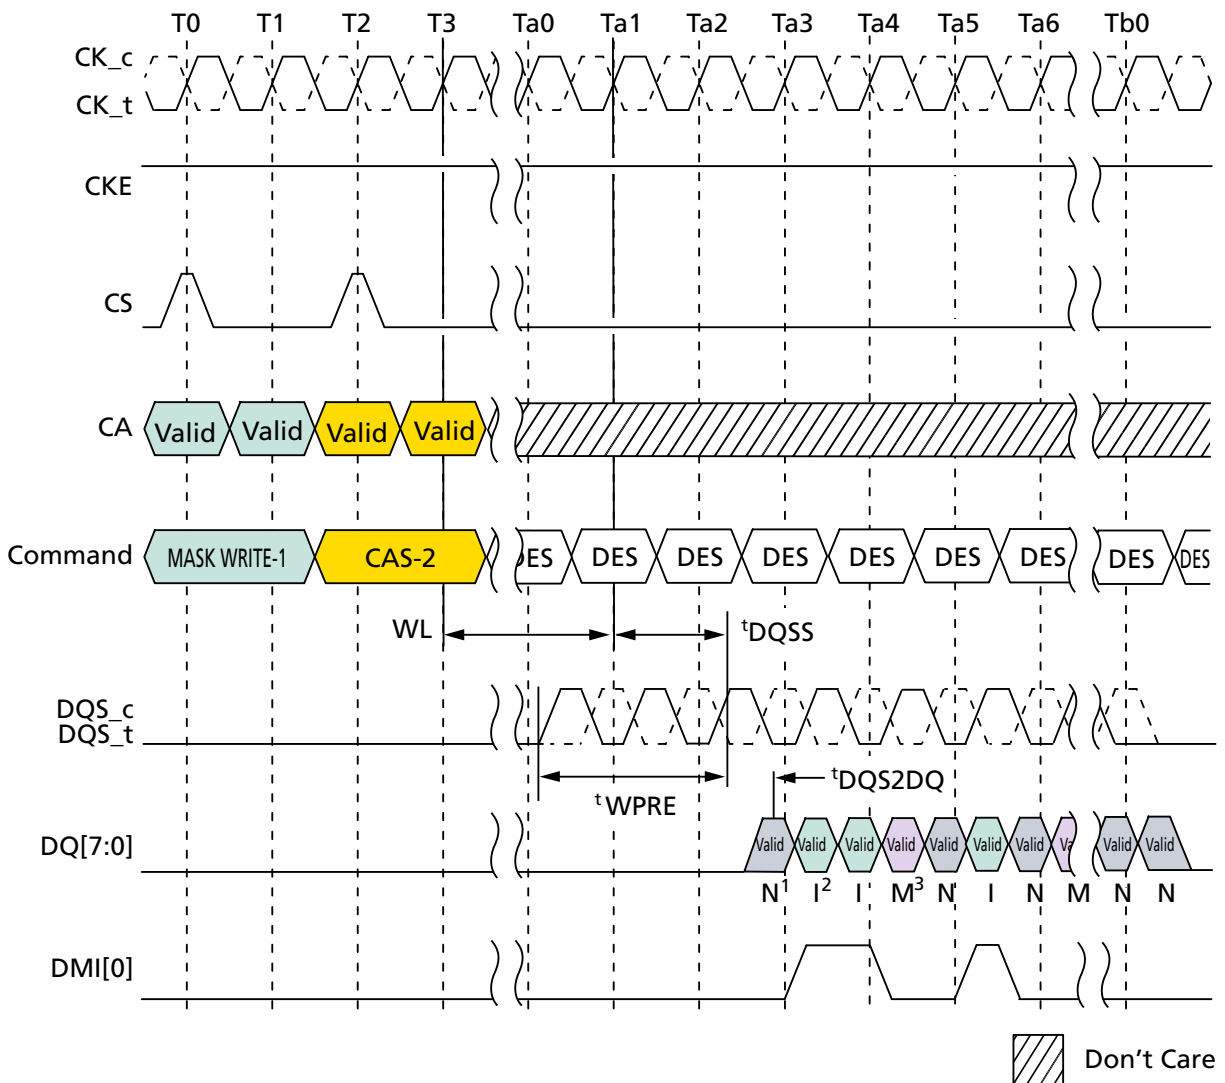 T0 T1 T2 T3 Ta0 Ta1 Ta2 Ta3 Ta4 Ta5 Ta6 Tb0
CK_c
CK_t
CKE
CS
CA Valid Valid Valid Valid
Command MASK WRITE-1 CAS-2 DES DES DES DES DES DES DES DES DES
WL tDQSS
DQS_c
DQS_t
tDQS2DQ
tWPRE
DQ[7:0] Valid Valid Valid Valid Valid Valid Valid Va Valid Valid
N1 I2 I M3 N I N M N N
DMI[0]
Don't Care